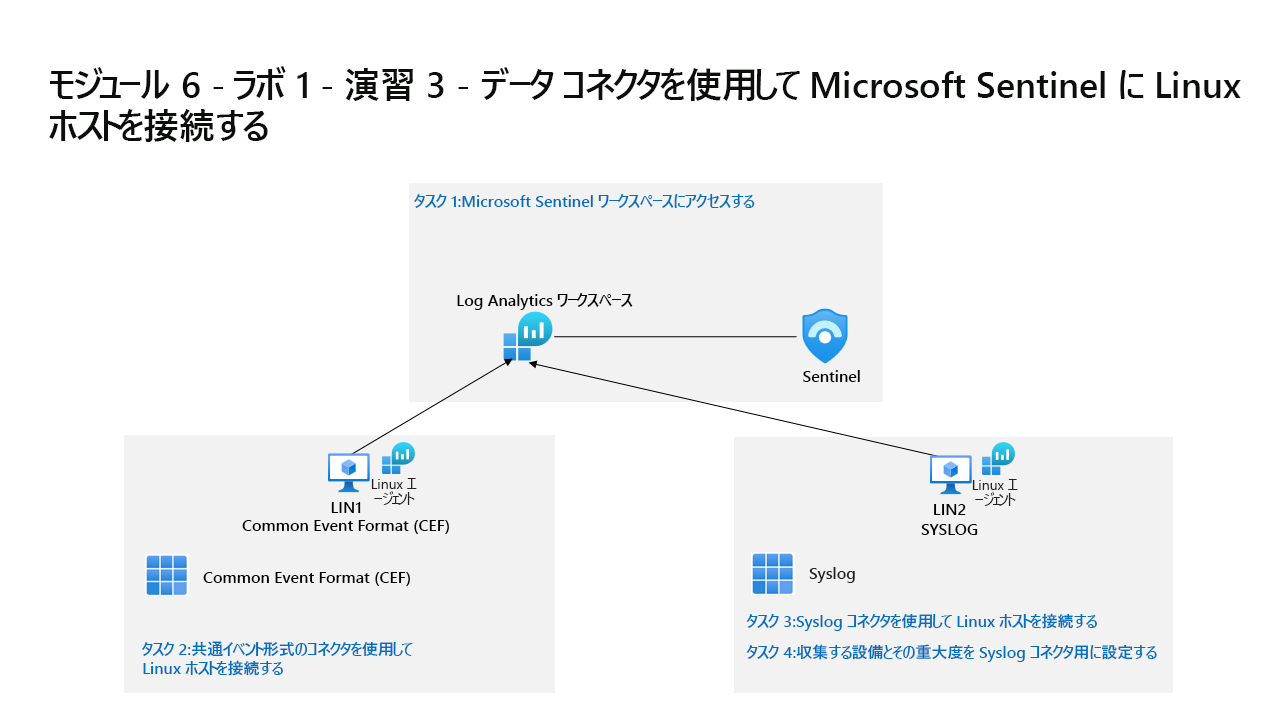 モジュール 6 - ラボ 1 - 演習 3 - データ コネクタを使用して Microsoft Sentinel に Linux
ホストを接続する
タスク 1:Microsoft Sentinel ワークスペースにアクセスする
Log Analytics ワークスペース
Sentinel
Linux エ
ージェント
LIN1
Common Event Format (CEF)
Common Event Format (CEF)
タスク 2:共通イベント形式のコネクタを使用して
Linux ホストを接続する
Linux エ
ージェント
LIN2
SYSLOG
Syslog
タスク 3:Syslog コネクタを使用して Linux ホストを接続する
タスク 4:収集する設備とその重大度を Syslog コネクタ用に設定する